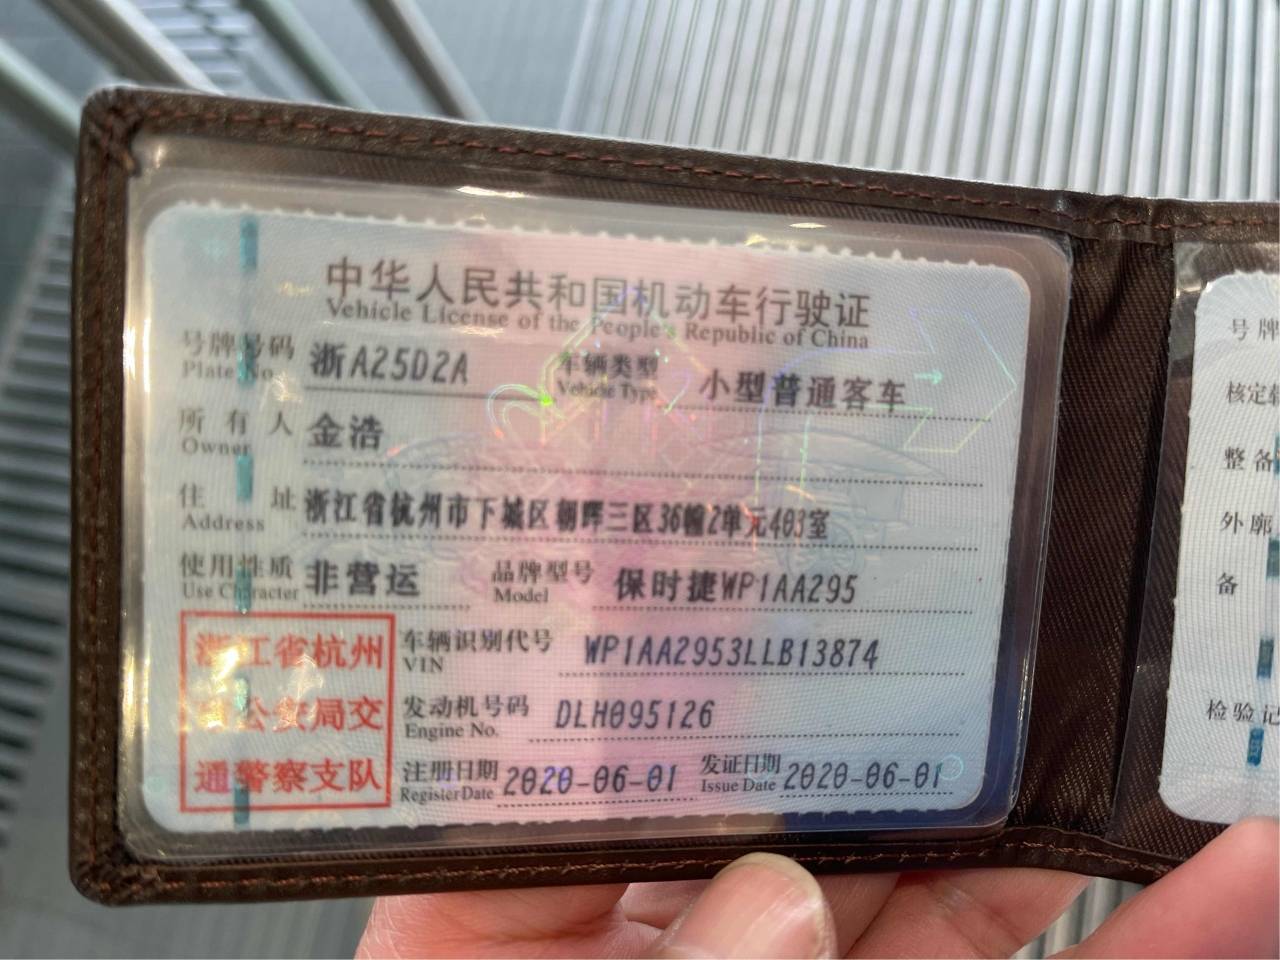 中华人民共和国机动车行驶证
Vehicle License of the People's Republic of China
号牌号码 浙A25D2A 车辆类型 小型普通客车
Plate No. Vehicle Type
所有人 金浩
Owner
住址 浙江省杭州市下城区朝晖三区36幢2单元403室
Address
使用性质 非营运 品牌型号 保时捷WP1AA295
Use Character Model
浙江省杭州
市公安局交
通警察支队
车辆识别代号 WP1AA2953LLB13874
VIN
发动机号码 DLH095126
Engine No.
注册日期 2020-06-01 发证日期 2020-06-01
Register Date Issue Date
号牌
核定
整备
外廓
备
检验记